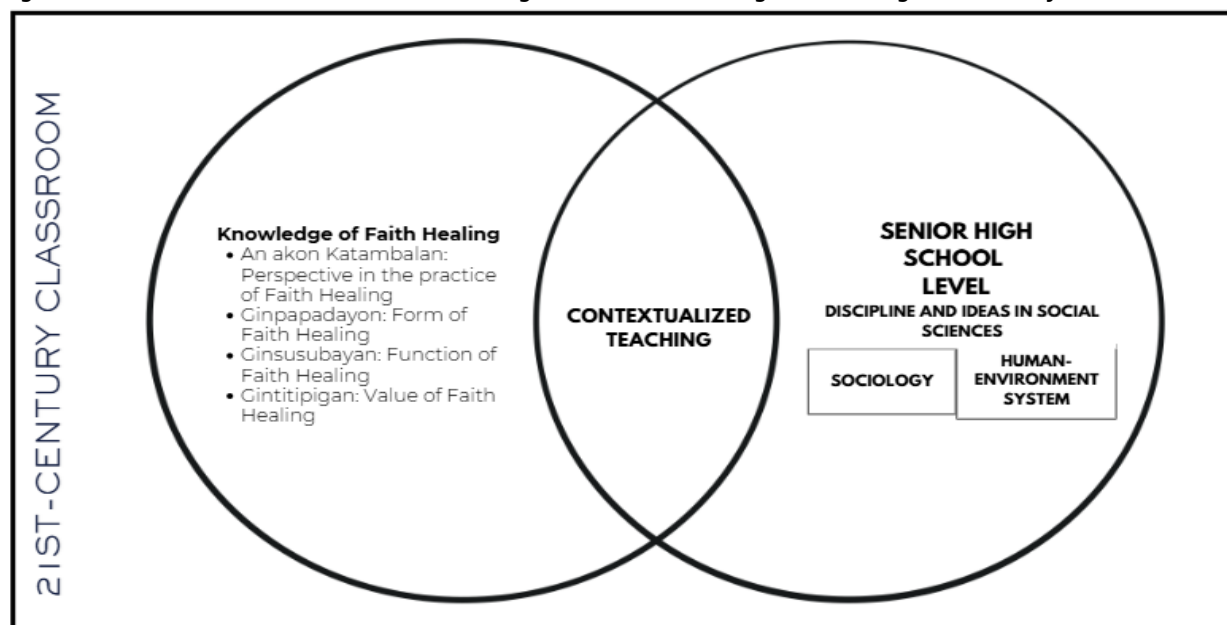 21ST-CENTURY CLASSROOM
Knowledge of Faith Healing
• An akon Katambalan:
Perspective in the practice
of Faith Healing
• Ginpapadayon: Form of
Faith Healing
• Ginsusubayan: Function of
Faith Healing
• Gintitipigan: Value of Faith
Healing
CONTEXTUALIZED
TEACHING
SENIOR HIGH
SCHOOL
LEVEL
DISCIPLINE AND IDEAS IN SOCIAL
SCIENCES
SOCIOLOGY
HUMAN-
ENVIRONMENT
SYSTEM